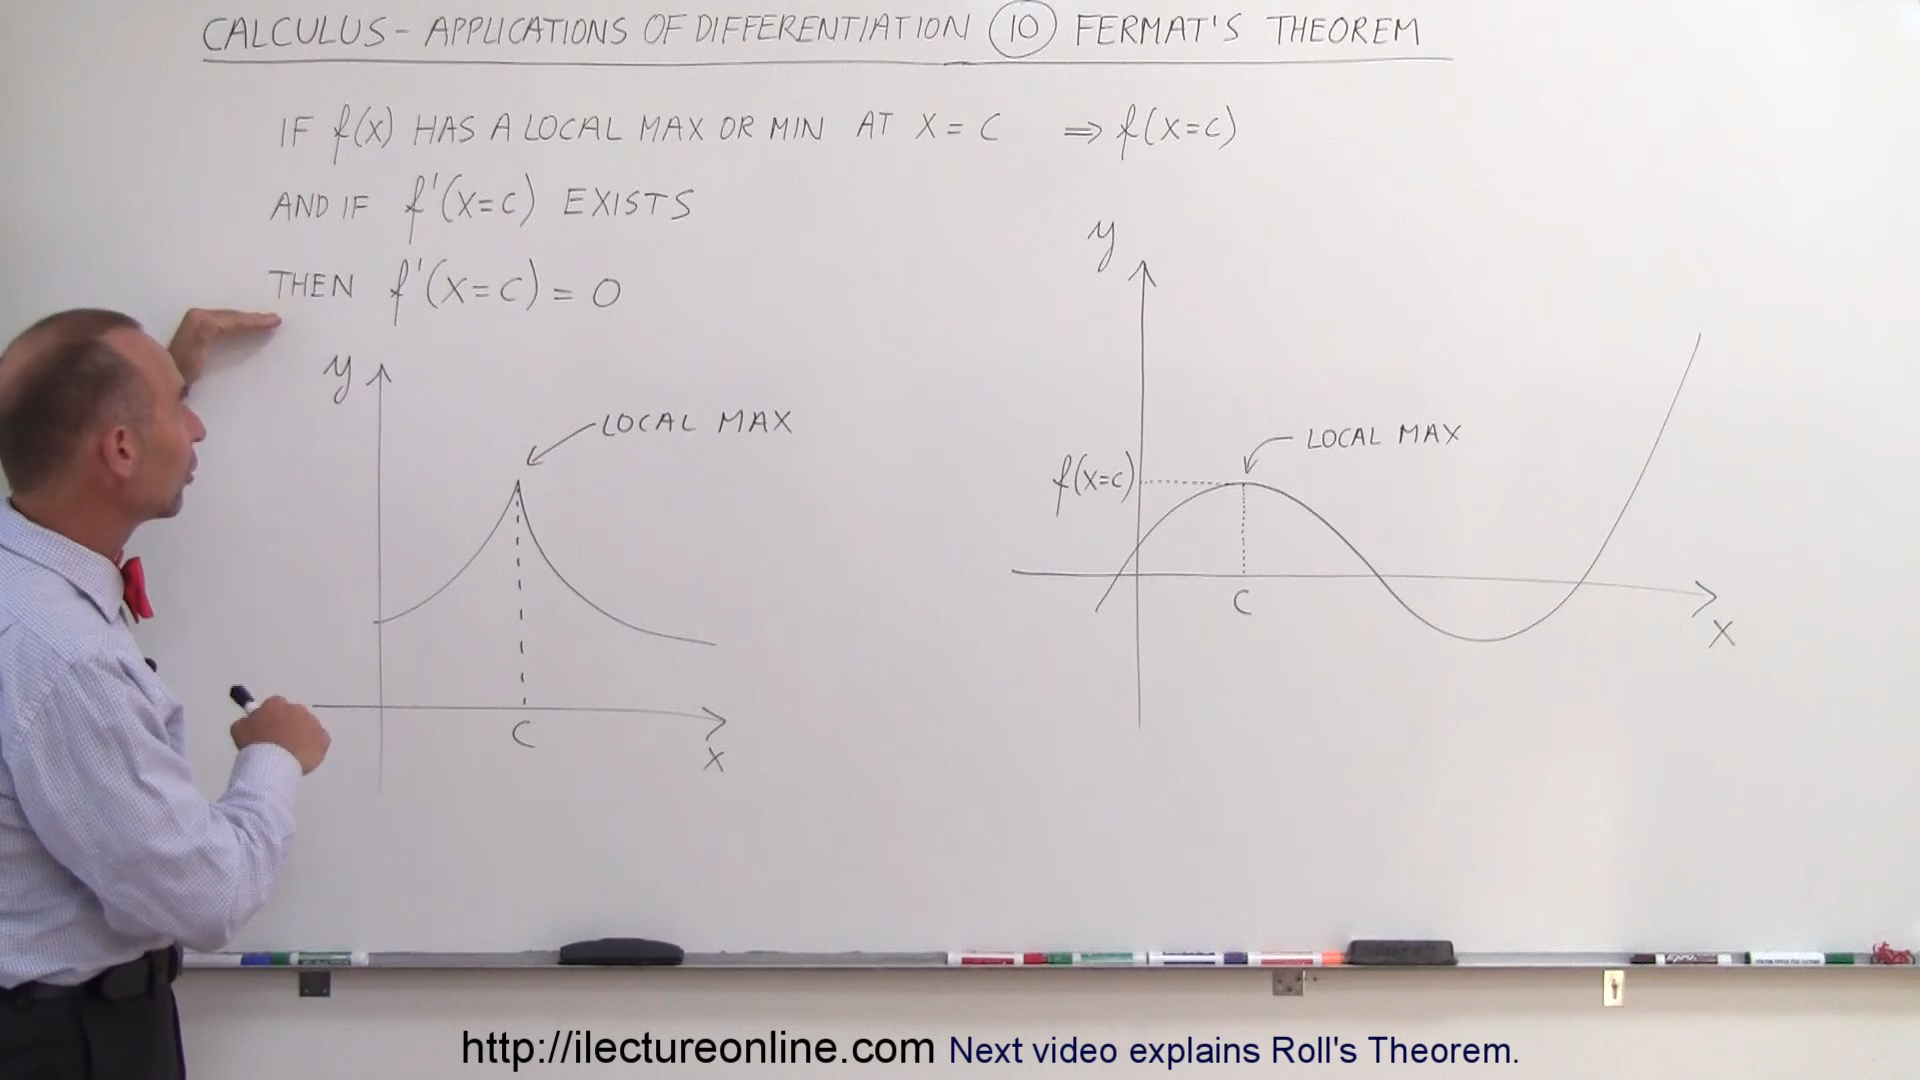 CALCULUS - APPLICATIONS OF DIFFERENTIATION 10 FERMAT'S THEOREM
IF f(x) HAS A LOCAL MAX OR MIN AT X = C ⇒ f(x=c)
AND IF f'(x=c) EXISTS
THEN f'(x=c) = 0
y
LOCAL MAX
C
X
y
LOCAL MAX
f(x=c)
C
X
http://ilectureonline.com Next video explains Roll's Theorem.